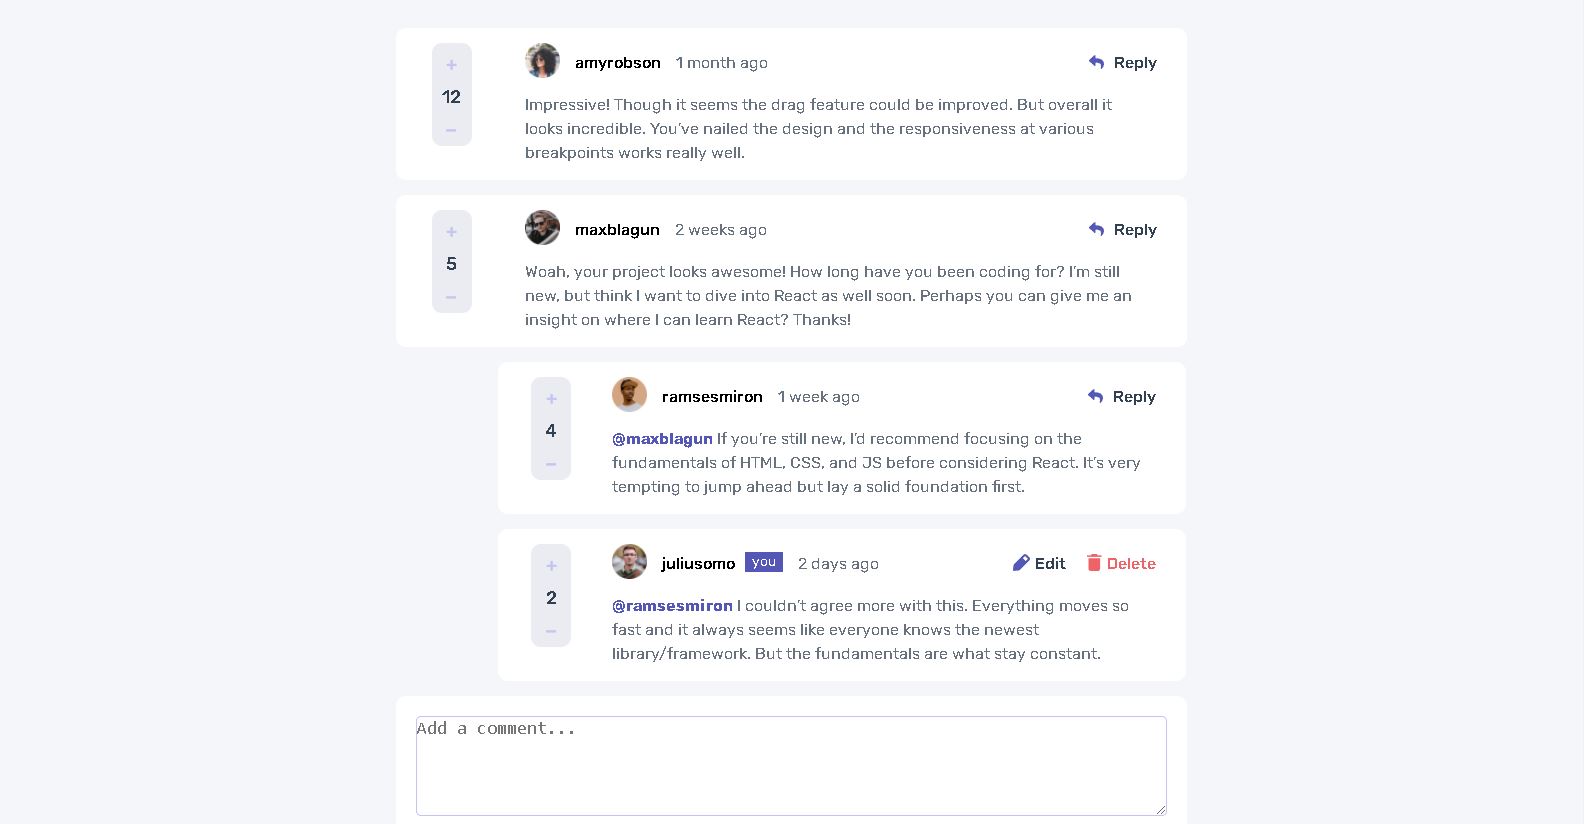 +
12
−
amyrobson 1 month ago Reply
Impressive! Though it seems the drag feature could be improved. But overall it
looks incredible. You’ve nailed the design and the responsiveness at various
breakpoints works really well.
+
5
−
maxblagun 2 weeks ago Reply
Woah, your project looks awesome! How long have you been coding for? I’m still
new, but think I want to dive into React as well soon. Perhaps you can give me an
insight on where I can learn React? Thanks!
+
4
−
ramsesmiron 1 week ago Reply
@maxblagun If you’re still new, I’d recommend focusing on the
fundamentals of HTML, CSS, and JS before considering React. It’s very
tempting to jump ahead but lay a solid foundation first.
+
2
−
juliusomo you 2 days ago Edit Delete
@ramsesmiron I couldn’t agree more with this. Everything moves so
fast and it always seems like everyone knows the newest
library/framework. But the fundamentals are what stay constant.
Add a comment...